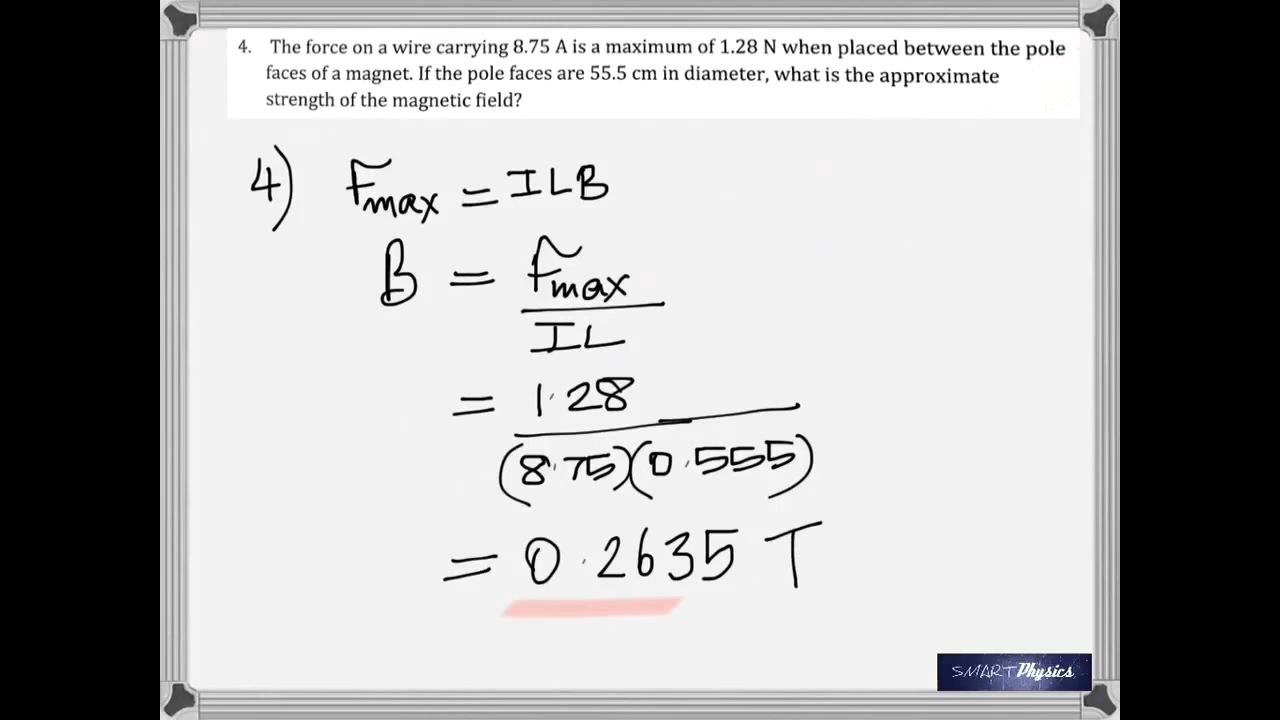 4. The force on a wire carrying 8.75 A is a maximum of 1.28 N when placed between the pole
faces of a magnet. If the pole faces are 55.5 cm in diameter, what is the approximate
strength of the magnetic field?
4) Fmax = ILB
B = Fmax
IL
= 1.28
(8.75)(0.555)
= 0.2635 T
SMART Physics